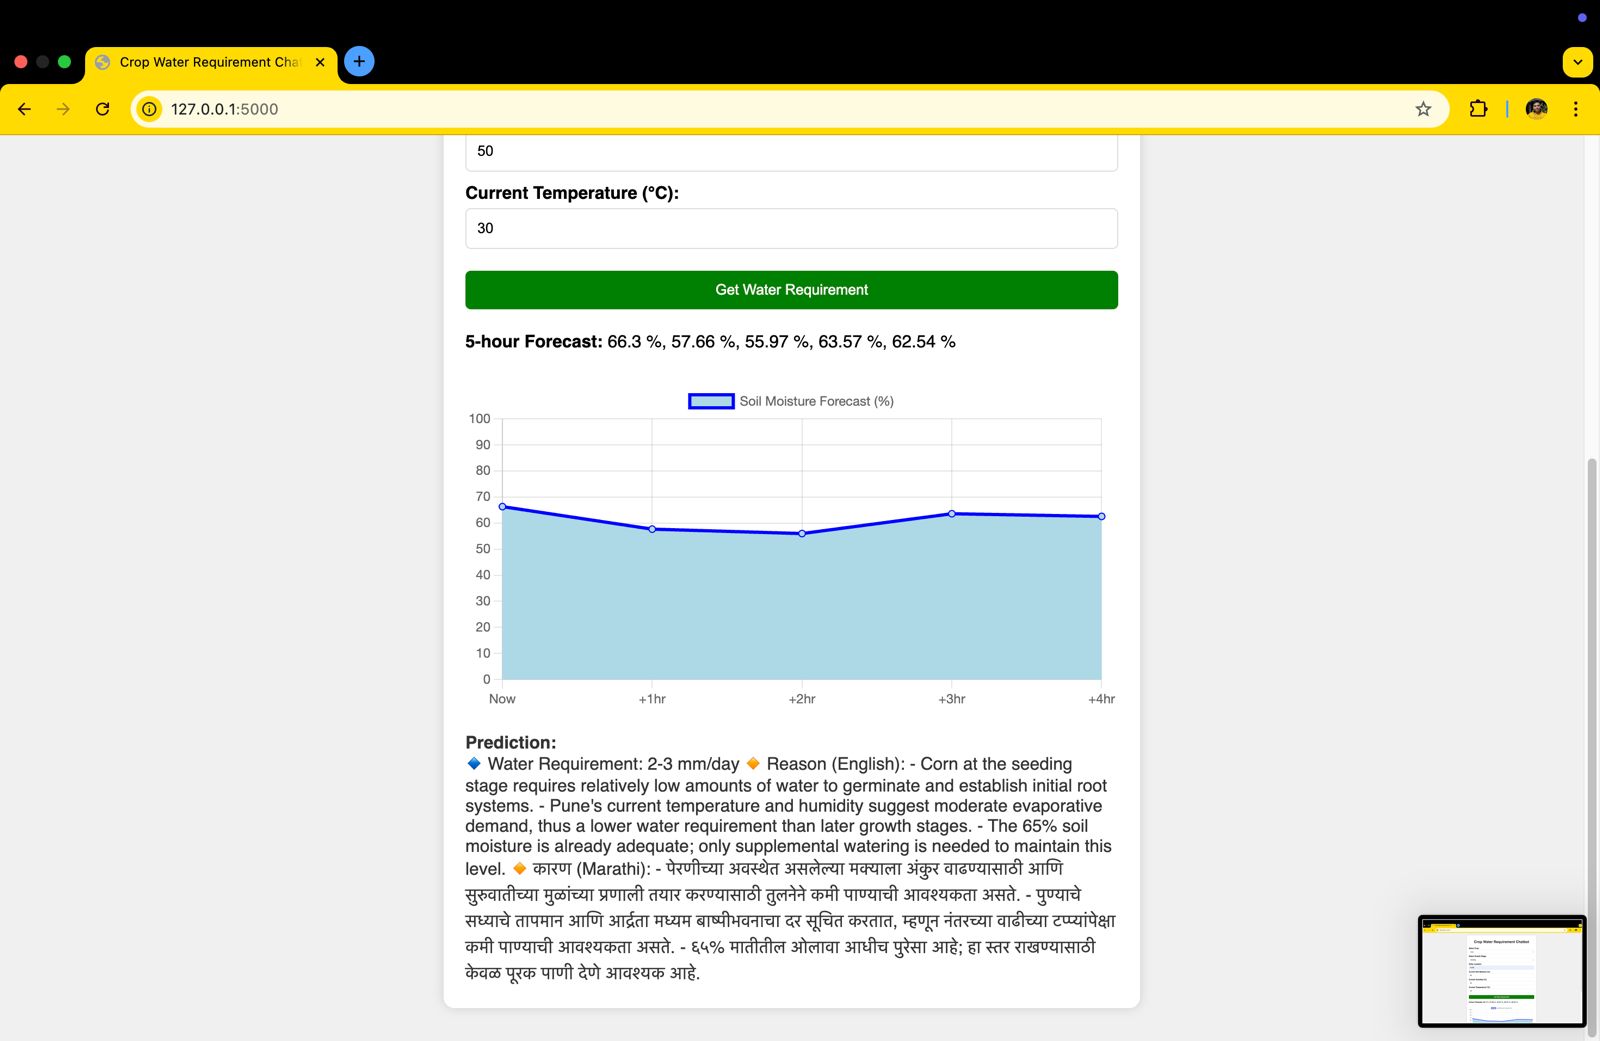 Crop Water Requirement Cha
127.0.0.1:5000
50
Current Temperature (°C):
30
Get Water Requirement
5-hour Forecast: 66.3 %, 57.66 %, 55.97 %, 63.57 %, 62.54 %
Soil Moisture Forecast (%)
100
90
80
70
60
50
40
30
20
10
0
Now +1hr +2hr +3hr +4hr
Prediction:
🔹 Water Requirement: 2-3 mm/day 🔸 Reason (English): - Corn at the seeding
stage requires relatively low amounts of water to germinate and establish initial root
systems. - Pune's current temperature and humidity suggest moderate evaporative
demand, thus a lower water requirement than later growth stages. - The 65% soil
moisture is already adequate; only supplemental watering is needed to maintain this
level. 🔸 कारण (Marathi): - पेरणीच्या अवस्थेत असलेल्या मक्याला अंकुर वाढण्यासाठी आणि
सुरुवातीच्या मुळांच्या प्रणाली तयार करण्यासाठी तुलनेने कमी पाण्याची आवश्यकता असते. - पुण्याचे
सध्याचे तापमान आणि आर्द्रता मध्यम बाष्पीभवनाचा दर सूचित करतात, म्हणून नंतरच्या वाढीच्या टप्प्यांपेक्षा
कमी पाण्याची आवश्यकता असते. - ६५% मातीतील ओलावा आधीच पुरेसा आहे; हा स्तर राखण्यासाठी
केवळ पूरक पाणी देणे आवश्यक आहे.
Crop Water Requirement Chatbot